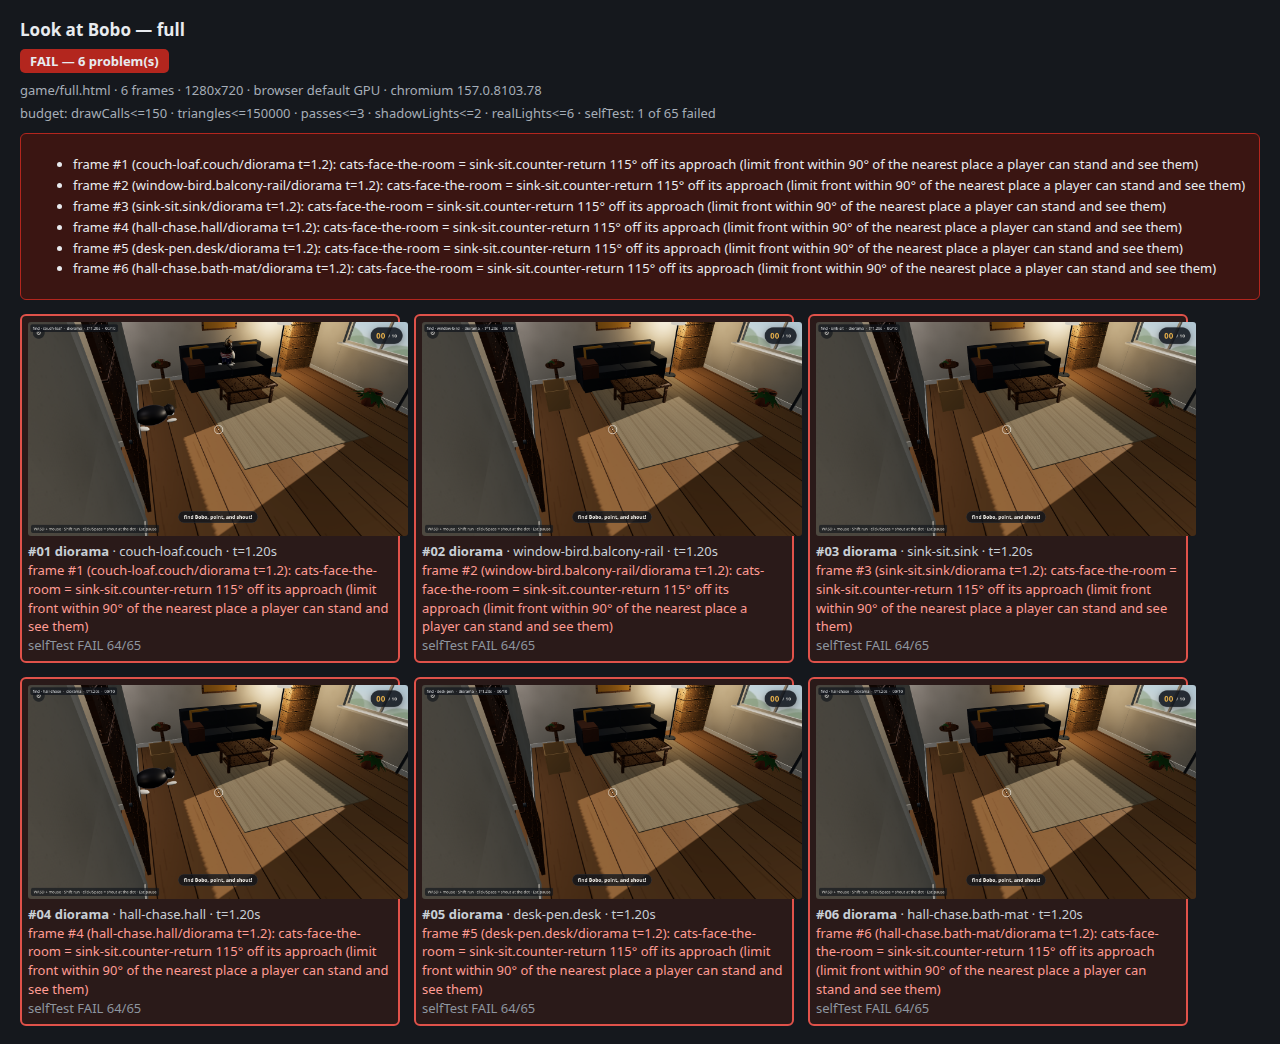 Look at Bobo — full
FAIL — 6 problem(s)
game/full.html · 6 frames · 1280x720 · browser default GPU · chromium 157.0.8103.78
budget: drawCalls<=150 · triangles<=150000 · passes<=3 · shadowLights<=2 · realLights<=6 · selfTest: 1 of 65 failed
• frame #1 (couch-loaf.couch/diorama t=1.2): cats-face-the-room = sink-sit.counter-return 115° off its approach (limit front within 90° of the nearest place a player can stand and see them)
• frame #2 (window-bird.balcony-rail/diorama t=1.2): cats-face-the-room = sink-sit.counter-return 115° off its approach (limit front within 90° of the nearest place a player can stand and see them)
• frame #3 (sink-sit.sink/diorama t=1.2): cats-face-the-room = sink-sit.counter-return 115° off its approach (limit front within 90° of the nearest place a player can stand and see them)
• frame #4 (hall-chase.hall/diorama t=1.2): cats-face-the-room = sink-sit.counter-return 115° off its approach (limit front within 90° of the nearest place a player can stand and see them)
• frame #5 (desk-pen.desk/diorama t=1.2): cats-face-the-room = sink-sit.counter-return 115° off its approach (limit front within 90° of the nearest place a player can stand and see them)
• frame #6 (hall-chase.bath-mat/diorama t=1.2): cats-face-the-room = sink-sit.counter-return 115° off its approach (limit front within 90° of the nearest place a player can stand and see them)
00
find Bobo, point, and shout!
#01 diorama · couch-loaf.couch · t=1.20s
frame #1 (couch-loaf.couch/diorama t=1.2): cats-face-the-
room = sink-sit.counter-return 115° off its approach (limit
front within 90° of the nearest place a player can stand and
see them)
selfTest FAIL 64/65
00
find Bobo, point, and shout!
#02 diorama · window-bird.balcony-rail · t=1.20s
frame #2 (window-bird.balcony-rail/diorama t=1.2): cats-
face-the-room = sink-sit.counter-return 115° off its
approach (limit front within 90° of the nearest place a
player can stand and see them)
selfTest FAIL 64/65
00
find Bobo, point, and shout!
#03 diorama · sink-sit.sink · t=1.20s
frame #3 (sink-sit.sink/diorama t=1.2): cats-face-the-room =
sink-sit.counter-return 115° off its approach (limit front
within 90° of the nearest place a player can stand and see
them)
selfTest FAIL 64/65
00
find Bobo, point, and shout!
#04 diorama · hall-chase.hall · t=1.20s
frame #4 (hall-chase.hall/diorama t=1.2): cats-face-the-
room = sink-sit.counter-return 115° off its approach (limit
front within 90° of the nearest place a player can stand and
see them)
selfTest FAIL 64/65
00
find Bobo, point, and shout!
#05 diorama · desk-pen.desk · t=1.20s
frame #5 (desk-pen.desk/diorama t=1.2): cats-face-the-
room = sink-sit.counter-return 115° off its approach (limit
front within 90° of the nearest place a player can stand and
see them)
selfTest FAIL 64/65
00
find Bobo, point, and shout!
#06 diorama · hall-chase.bath-mat · t=1.20s
frame #6 (hall-chase.bath-mat/diorama t=1.2): cats-face-
the-room = sink-sit.counter-return 115° off its approach
(limit front within 90° of the nearest place a player can
stand and see them)
selfTest FAIL 64/65